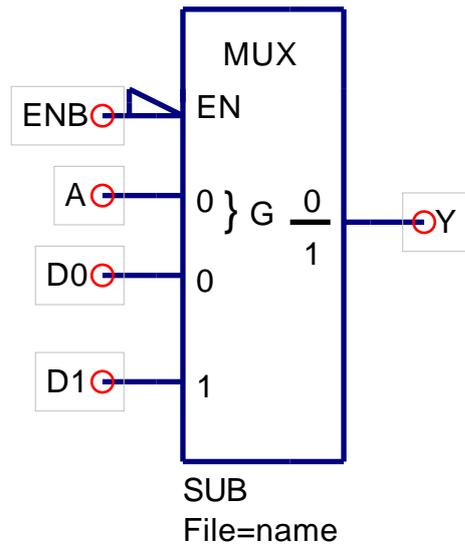 MUX
ENB EN
A 0 } G 0
1
Y
D0 0
D1 1
SUB
File=name